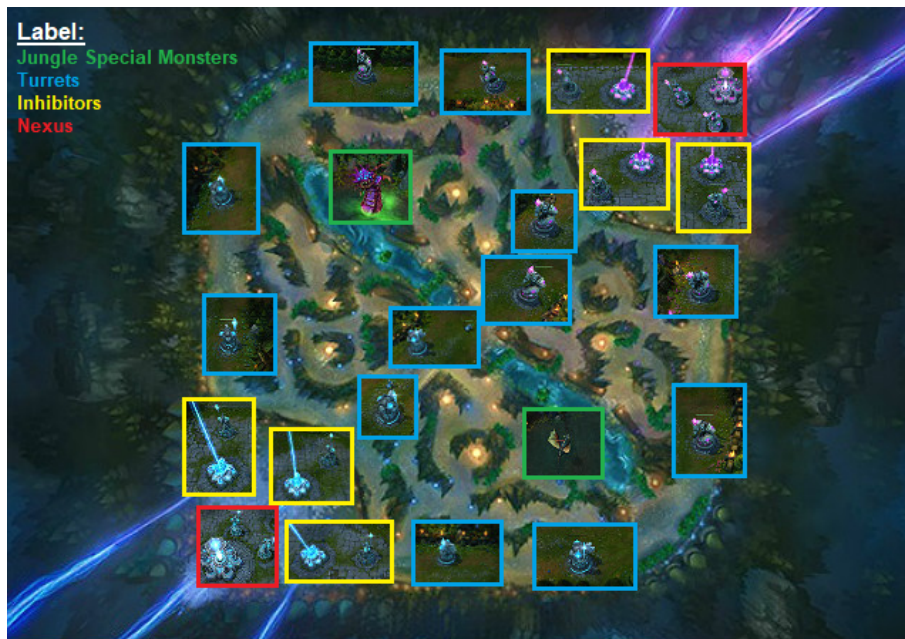 Label:
Jungle Special Monsters
Turrets
Inhibitors
Nexus